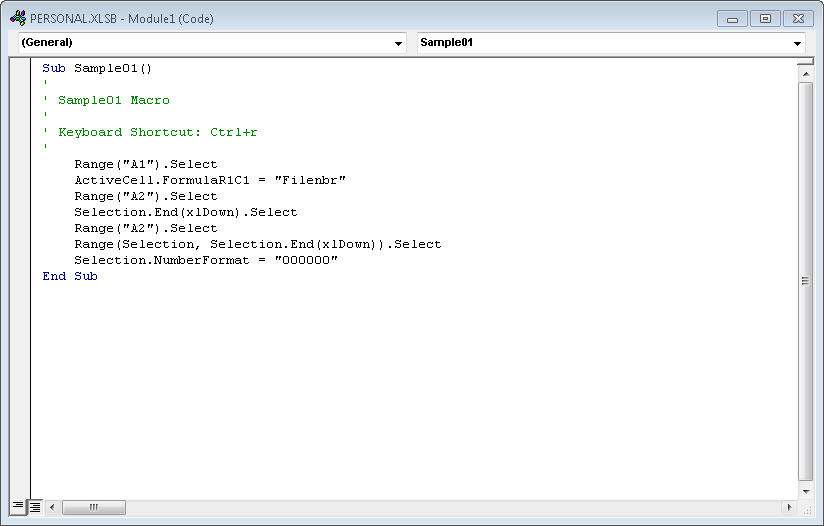 PERSONAL.XLSB - Module1 (Code)
(General) Sample01
Sub Sample01()
'
' Sample01 Macro
'
' Keyboard Shortcut: Ctrl+r
'
    Range("A1").Select
    ActiveCell.FormulaR1C1 = "Filenbr"
    Range("A2").Select
    Selection.End(xlDown).Select
    Range("A2").Select
    Range(Selection, Selection.End(xlDown)).Select
    Selection.NumberFormat = "000000"
End Sub